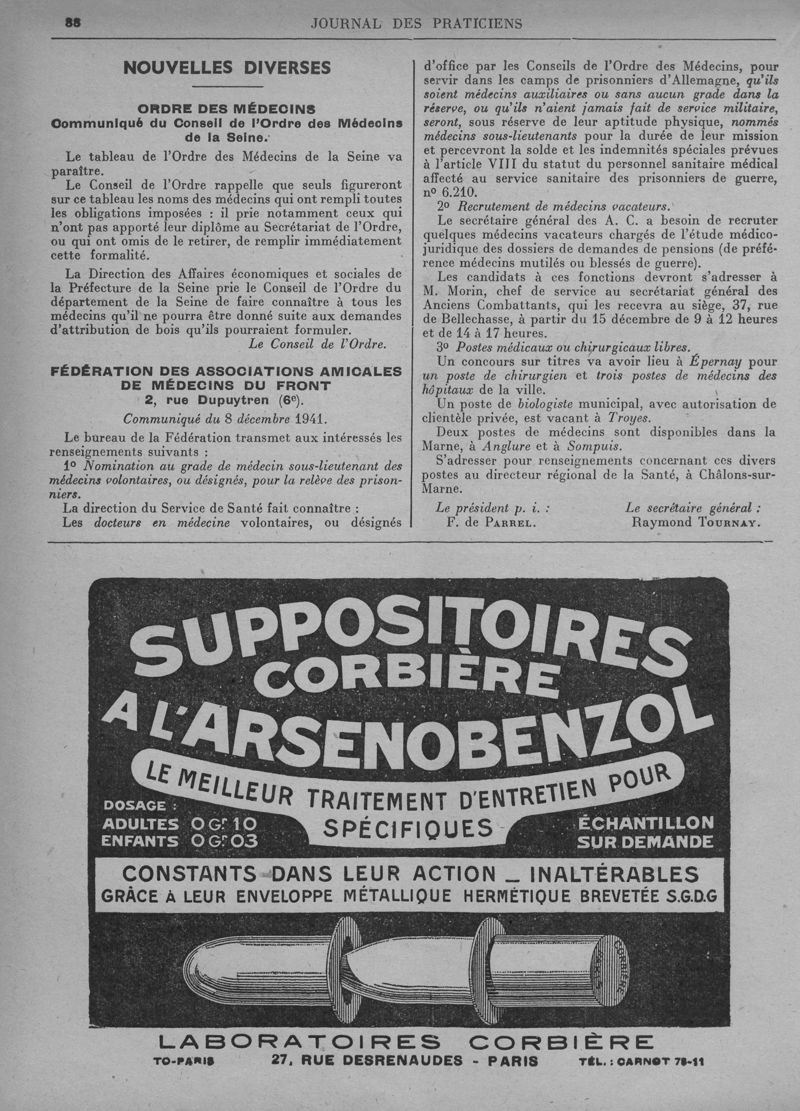 88
JOURNAL DES PRATICIENS
NOUVELLES DIVERSES
ORDRE DES MÉDECINS
Communiqué du Conseil de l'Ordre des Médecins
de la Seine.
Le tableau de l'Ordre des Médecins de la Seine va
paraître.
Le Conseil de l'Ordre rappelle que seuls figureront
sur ce tableau les noms des médecins qui ont rempli toutes
les obligations imposées : il prie notamment ceux qui
n'ont pas apporté leur diplôme au Secrétariat de l'Ordre,
ou qui ont omis de le retirer, de remplir immédiatement
cette formalité.
La Direction des Affaires économiques et sociales de
la Préfecture de la Seine prie le Conseil de l'Ordre du
département de la Seine de faire connaître à tous les
médecins qu'il ne pourra être donné suite aux demandes
d'attribution de bois qu'ils pourraient formuler.
Le Conseil de l'Ordre.
FÉDÉRATION DES ASSOCIATIONS AMICALES
DE MÉDECINS DU FRONT
2, rue Dupuytren (6e).
Communiqué du 8 décembre 1941.
Le bureau de la Fédération transmet aux intéressés les
renseignements suivants :
1º Nomination au grade de médecin sous-lieutenant des
médecins volontaires, ou désignés, pour la relève des prison-
niers.
La direction du Service de Santé fait connaître :
Les docteurs en médecine volontaires, ou désignés
d'office par les Conseils de l'Ordre des Médecins, pour
servir dans les camps de prisonniers d'Allemagne, qu'ils
soient médecins auxiliaires ou sans aucun grade dans la
réserve, ou qu'ils n'aient jamais fait de service militaire,
seront, sous réserve de leur aptitude physique, nommés
médecins sous-lieutenants pour la durée de leur mission
et percevront la solde et les indemnités spéciales prévues
à l'article VIII du statut du personnel sanitaire médical
affecté au service sanitaire des prisonniers de guerre,
nº 6.210.
2º Recrutement de médecins vacateurs.
Le secrétaire général des A. C. a besoin de recruter
quelques médecins vacateurs chargés de l'étude médico-
juridique des dossiers de demandes de pensions (de préfé-
rence médecins mutilés ou blessés de guerre).
Les candidats à ces fonctions devront s'adresser à
M. Morin, chef de service au secrétariat général des
Anciens Combattants, qui les recevra au siège, 37, rue
de Bellechasse, à partir du 15 décembre de 9 à 12 heures
et de 14 à 17 heures.
3º Postes médicaux ou chirurgicaux libres.
Un concours sur titres va avoir lieu à Épernay pour
un poste de chirurgien et trois postes de médecins des
hôpitaux de la ville.
Un poste de biologiste municipal, avec autorisation de
clientèle privée, est vacant à Troyes.
Deux postes de médecins sont disponibles dans la
Marne, à Anglure et à Sompuis.
S'adresser pour renseignements concernant ces divers
postes au directeur régional de la Santé, à Châlons-sur-
Marne.
Le président p. i. :
F. de PARREL.
Le secrétaire général :
Raymond TOURNAY.
SUPPOSITOIRES
CORBIÈRE
A L'ARSENOBENZOL
LE MEILLEUR TRAITEMENT D'ENTRETIEN POUR
SPÉCIFIQUES
DOSAGE :
ADULTES 0 Gr 10
ENFANTS 0 Gr 03
ÉCHANTILLON
SUR DEMANDE
CONSTANTS DANS LEUR ACTION _ INALTÉRABLES
GRÂCE À LEUR ENVELOPPE MÉTALLIQUE HERMÉTIQUE BREVETÉE S.G.D.G
CORBIÈRE
PARIS
LABORATOIRES CORBIÈRE
TO-PARIS
27, RUE DESRENAUDES - PARIS
TÉL. : CARNOT 78-11